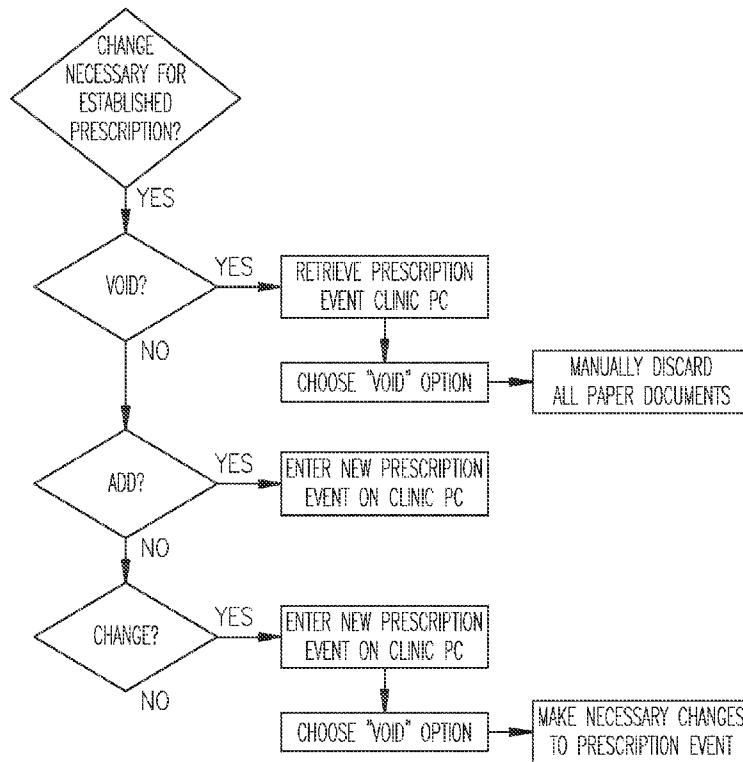 CHANGE
NECESSARY FOR
ESTABLISHED
PRESCRIPTION?
YES
VOID?
YES
RETRIEVE PRESCRIPTION
EVENT CLINIC PC
NO
CHOOSE "VOID" OPTION
MANUALLY DISCARD
ALL PAPER DOCUMENTS
ADD?
YES
ENTER NEW PRESCRIPTION
EVENT ON CLINIC PC
NO
CHANGE?
YES
ENTER NEW PRESCRIPTION
EVENT ON CLINIC PC
NO
CHOOSE "VOID" OPTION
MAKE NECESSARY CHANGES
TO PRESCRIPTION EVENT